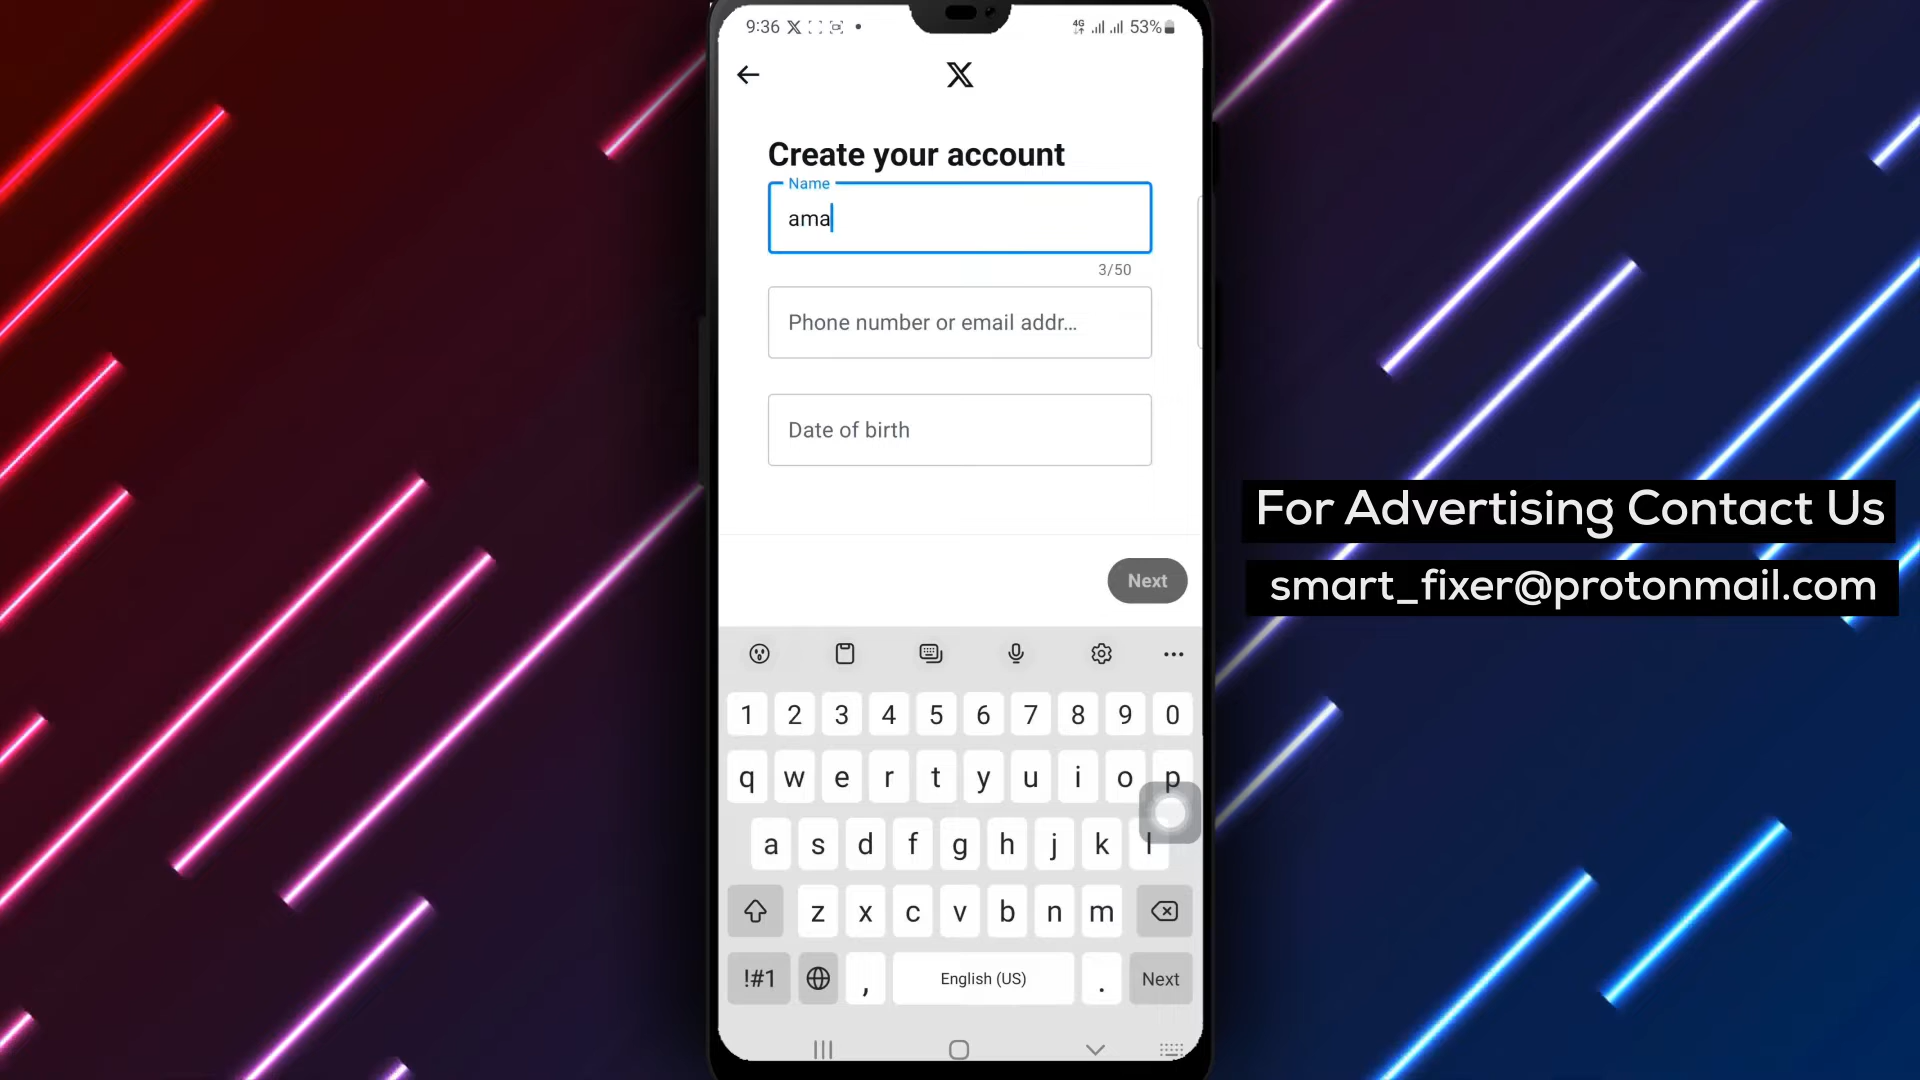 9:36 X 4G 53%
X
Create your account
Name
ama
3/50
Phone number or email addr...
Date of birth
For Advertising Contact Us
smart_fixer@protonmail.com
Next
1 2 3 4 5 6 7 8 9 0
q w e r t y u i o p
a s d f g h j k l
z x c v b n m
!#1 , English (US) . Next